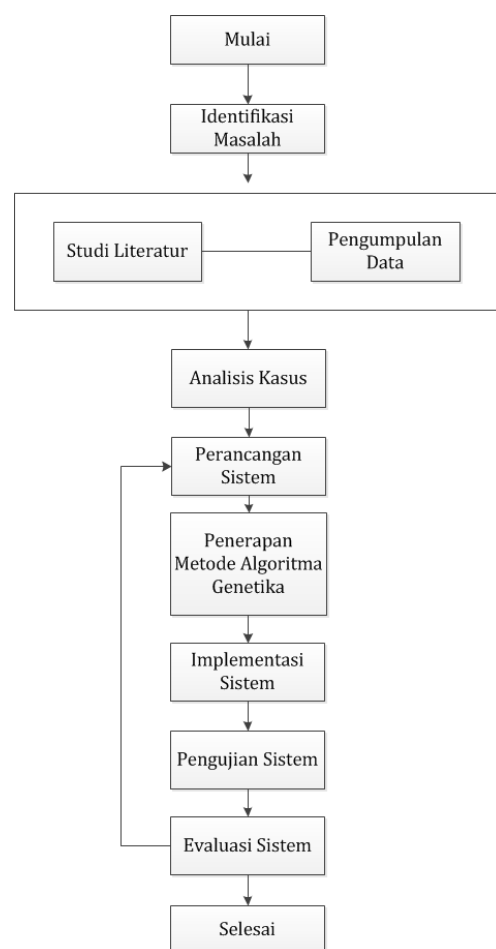 Mulai
Identifikasi
Masalah
Studi Literatur
Pengumpulan
Data
Analisis Kasus
Perancangan
Sistem
Penerapan
Metode Algoritma
Genetika
Implementasi
Sistem
Pengujian Sistem
Evaluasi Sistem
Selesai